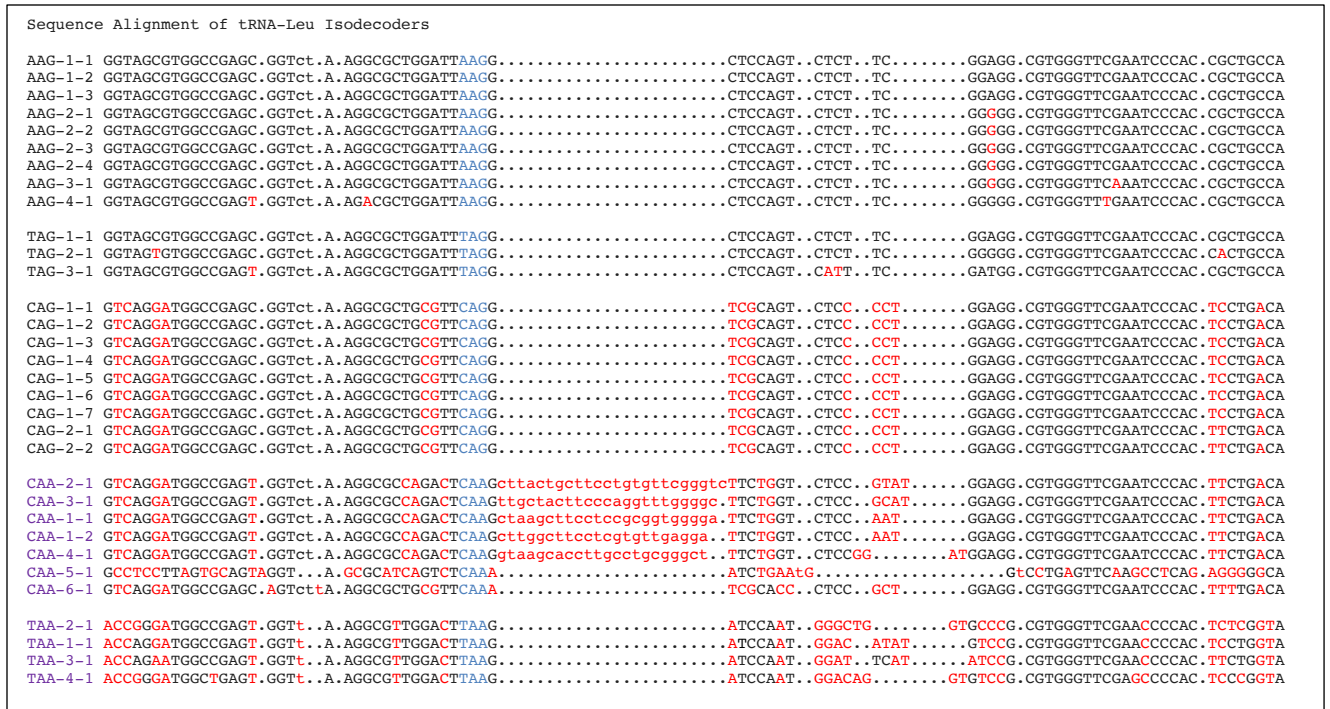 Sequence Alignment of tRNA-Leu Isodecoders
AAG-1-1 GGTAGCGTGGCCGAGC.GGTct.A.AGGCGCTGGATTAAGG........................CTCCAGT..CTCT..TC........GGAGG.CGTGGGTTCGAATCCCAC.CGCTGCCA
AAG-1-2 GGTAGCGTGGCCGAGC.GGTct.A.AGGCGCTGGATTAAGG........................CTCCAGT..CTCT..TC........GGAGG.CGTGGGTTCGAATCCCAC.CGCTGCCA
AAG-1-3 GGTAGCGTGGCCGAGC.GGTct.A.AGGCGCTGGATTAAGG........................CTCCAGT..CTCT..TC........GGAGG.CGTGGGTTCGAATCCCAC.CGCTGCCA
AAG-2-1 GGTAGCGTGGCCGAGC.GGTct.A.AGGCGCTGGATTAAGG........................CTCCAGT..CTCT..TC........GGGGG.CGTGGGTTCGAATCCCAC.CGCTGCCA
AAG-2-2 GGTAGCGTGGCCGAGC.GGTct.A.AGGCGCTGGATTAAGG........................CTCCAGT..CTCT..TC........GGGGG.CGTGGGTTCGAATCCCAC.CGCTGCCA
AAG-2-3 GGTAGCGTGGCCGAGC.GGTct.A.AGGCGCTGGATTAAGG........................CTCCAGT..CTCT..TC........GGGGG.CGTGGGTTCGAATCCCAC.CGCTGCCA
AAG-2-4 GGTAGCGTGGCCGAGC.GGTct.A.AGGCGCTGGATTAAGG........................CTCCAGT..CTCT..TC........GGGGG.CGTGGGTTCGAATCCCAC.CGCTGCCA
AAG-3-1 GGTAGCGTGGCCGAGC.GGTct.A.AGGCGCTGGATTAAGG........................CTCCAGT..CTCT..TC........GGGGG.CGTGGGTTCAAATCCCAC.CGCTGCCA
AAG-4-1 GGTAGCGTGGCCGAGT.GGTct.A.AGACGCTGGATTAAGG........................CTCCAGT..CTCT..TC........GGGGG.CGTGGGTTTGAATCCCAC.CGCTGCCA
TAG-1-1 GGTAGCGTGGCCGAGC.GGTct.A.AGGCGCTGGATTTAGG........................CTCCAGT..CTCT..TC........GGAGG.CGTGGGTTCGAATCCCAC.CGCTGCCA
TAG-2-1 GGTAGTGTGGCCGAGC.GGTct.A.AGGCGCTGGATTTAGG........................CTCCAGT..CTCT..TC........GGGGG.CGTGGGTTCGAATCCCAC.CACTGCCA
TAG-3-1 GGTAGCGTGGCCGAGT.GGTct.A.AGGCGCTGGATTTAGG........................CTCCAGT..CATT..TC........GATGG.CGTGGGTTCGAATCCCAC.CGCTGCCA
CAG-1-1 GTCAGGATGGCCGAGC.GGTct.A.AGGCGCTGCGTTCAGG........................TCGCAGT..CTCC..CCT.......GGAGG.CGTGGGTTCGAATCCCAC.TCCTGACA
CAG-1-2 GTCAGGATGGCCGAGC.GGTct.A.AGGCGCTGCGTTCAGG........................TCGCAGT..CTCC..CCT.......GGAGG.CGTGGGTTCGAATCCCAC.TCCTGACA
CAG-1-3 GTCAGGATGGCCGAGC.GGTct.A.AGGCGCTGCGTTCAGG........................TCGCAGT..CTCC..CCT.......GGAGG.CGTGGGTTCGAATCCCAC.TCCTGACA
CAG-1-4 GTCAGGATGGCCGAGC.GGTct.A.AGGCGCTGCGTTCAGG........................TCGCAGT..CTCC..CCT.......GGAGG.CGTGGGTTCGAATCCCAC.TCCTGACA
CAG-1-5 GTCAGGATGGCCGAGC.GGTct.A.AGGCGCTGCGTTCAGG........................TCGCAGT..CTCC..CCT.......GGAGG.CGTGGGTTCGAATCCCAC.TCCTGACA
CAG-1-6 GTCAGGATGGCCGAGC.GGTct.A.AGGCGCTGCGTTCAGG........................TCGCAGT..CTCC..CCT.......GGAGG.CGTGGGTTCGAATCCCAC.TCCTGACA
CAG-1-7 GTCAGGATGGCCGAGC.GGTct.A.AGGCGCTGCGTTCAGG........................TCGCAGT..CTCC..CCT.......GGAGG.CGTGGGTTCGAATCCCAC.TCCTGACA
CAG-2-1 GTCAGGATGGCCGAGC.GGTct.A.AGGCGCTGCGTTCAGG........................TCGCAGT..CTCC..CCT.......GGAGG.CGTGGGTTCGAATCCCAC.TTCTGACA
CAG-2-2 GTCAGGATGGCCGAGC.GGTct.A.AGGCGCTGCGTTCAGG........................TCGCAGT..CTCC..CCT.......GGAGG.CGTGGGTTCGAATCCCAC.TTCTGACA
CAA-2-1 GTCAGGATGGCCGAGT.GGTct.A.AGGCGCCAGACTCAAGcttactgcttcctgtgttcgggtcTTCTGGT..CTCC..GTAT......GGAGG.CGTGGGTTCGAATCCCAC.TTCTGACA
CAA-3-1 GTCAGGATGGCCGAGT.GGTct.A.AGGCGCCAGACTCAAGttgctacttcccaggtttggggc.TTCTGGT..CTCC..GCAT......GGAGG.CGTGGGTTCGAATCCCAC.TTCTGACA
CAA-1-1 GTCAGGATGGCCGAGT.GGTct.A.AGGCGCCAGACTCAAGctaagcttcctccgcggtgggga.TTCTGGT..CTCC..AAT.......GGAGG.CGTGGGTTCGAATCCCAC.TTCTGACA
CAA-1-2 GTCAGGATGGCCGAGT.GGTct.A.AGGCGCCAGACTCAAGcttggcttcctcgtgttgagga..TTCTGGT..CTCC..AAT.......GGAGG.CGTGGGTTCGAATCCCAC.TTCTGACA
CAA-4-1 GTCAGGATGGCCGAGT.GGTct.A.AGGCGCCAGACTCAAGgtaagcaccttgcctgcgggct..TTCTGGT..CTCCGG........ATGGAGG.CGTGGGTTCGAATCCCAC.TTCTGACA
CAA-5-1 GCCTCCTTAGTGCAGTAGGT...A.GCGCATCAGTCTCAAA........................ATCTGAAtG....................GtCCTGAGTTCAAGCCTCAG.AGGGGGCA
CAA-6-1 GTCAGGATGGCCGAGC.AGTcttA.AGGCGCTGCGTTCAAA........................TCGCACC..CTCC..GCT.......GGAGG.CGTGGGTTCGAATCCCAC.TTTTGACA
TAA-2-1 ACCGGGATGGCCGAGT.GGTt..A.AGGCGTTGGACTTAAG........................ATCCAAT..GGGCTG........GTGCCCG.CGTGGGTTCGAACCCCAC.TCTCGGTA
TAA-1-1 ACCAGGATGGCCGAGT.GGTt..A.AGGCGTTGGACTTAAG........................ATCCAAT..GGAC..ATAT......GTCCG.CGTGGGTTCGAACCCCAC.TCCTGGTA
TAA-3-1 ACCAGAATGGCCGAGT.GGTt..A.AGGCGTTGGACTTAAG........................ATCCAAT..GGAT..TCAT......ATCCG.CGTGGGTTCGAACCCCAC.TTCTGGTA
TAA-4-1 ACCGGGATGGCTGAGT.GGTt..A.AGGCGTTGGACTTAAG........................ATCCAAT..GGACAG........GTGTCCG.CGTGGGTTCGAGCCCCAC.TCCCGGTA